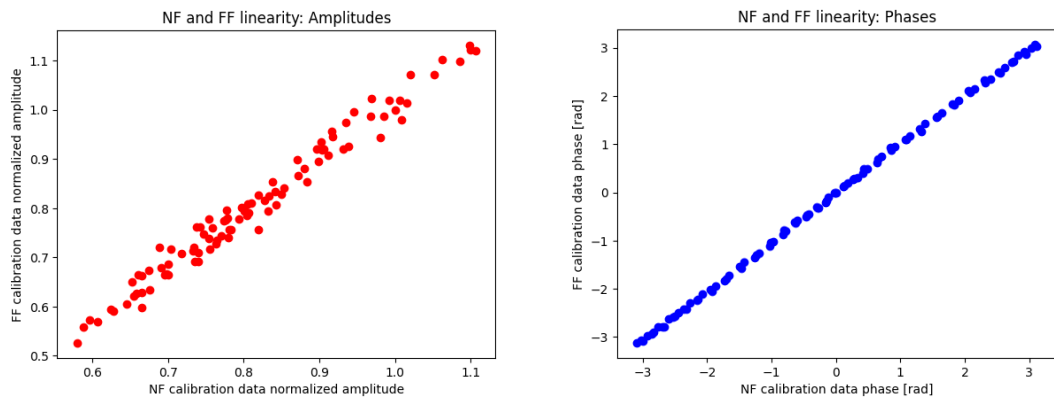 NF and FF linearity: Amplitudes
FF calibration data normalized amplitude
1.1
1.0
0.9
0.8
0.7
0.6
0.5
0.6 0.7 0.8 0.9 1.0 1.1
NF calibration data normalized amplitude
NF and FF linearity: Phases
FF calibration data phase [rad]
3
2
1
0
−1
−2
−3
−3 −2 −1 0 1 2 3
NF calibration data phase [rad]